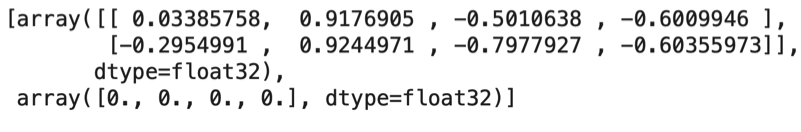 [array([[ 0.03385758,  0.9176905 , -0.5010638 , -0.6009946 ],
        [-0.2954991 ,  0.9244971 , -0.7977927 , -0.60355973]],
       dtype=float32),
 array([0., 0., 0., 0.], dtype=float32)]